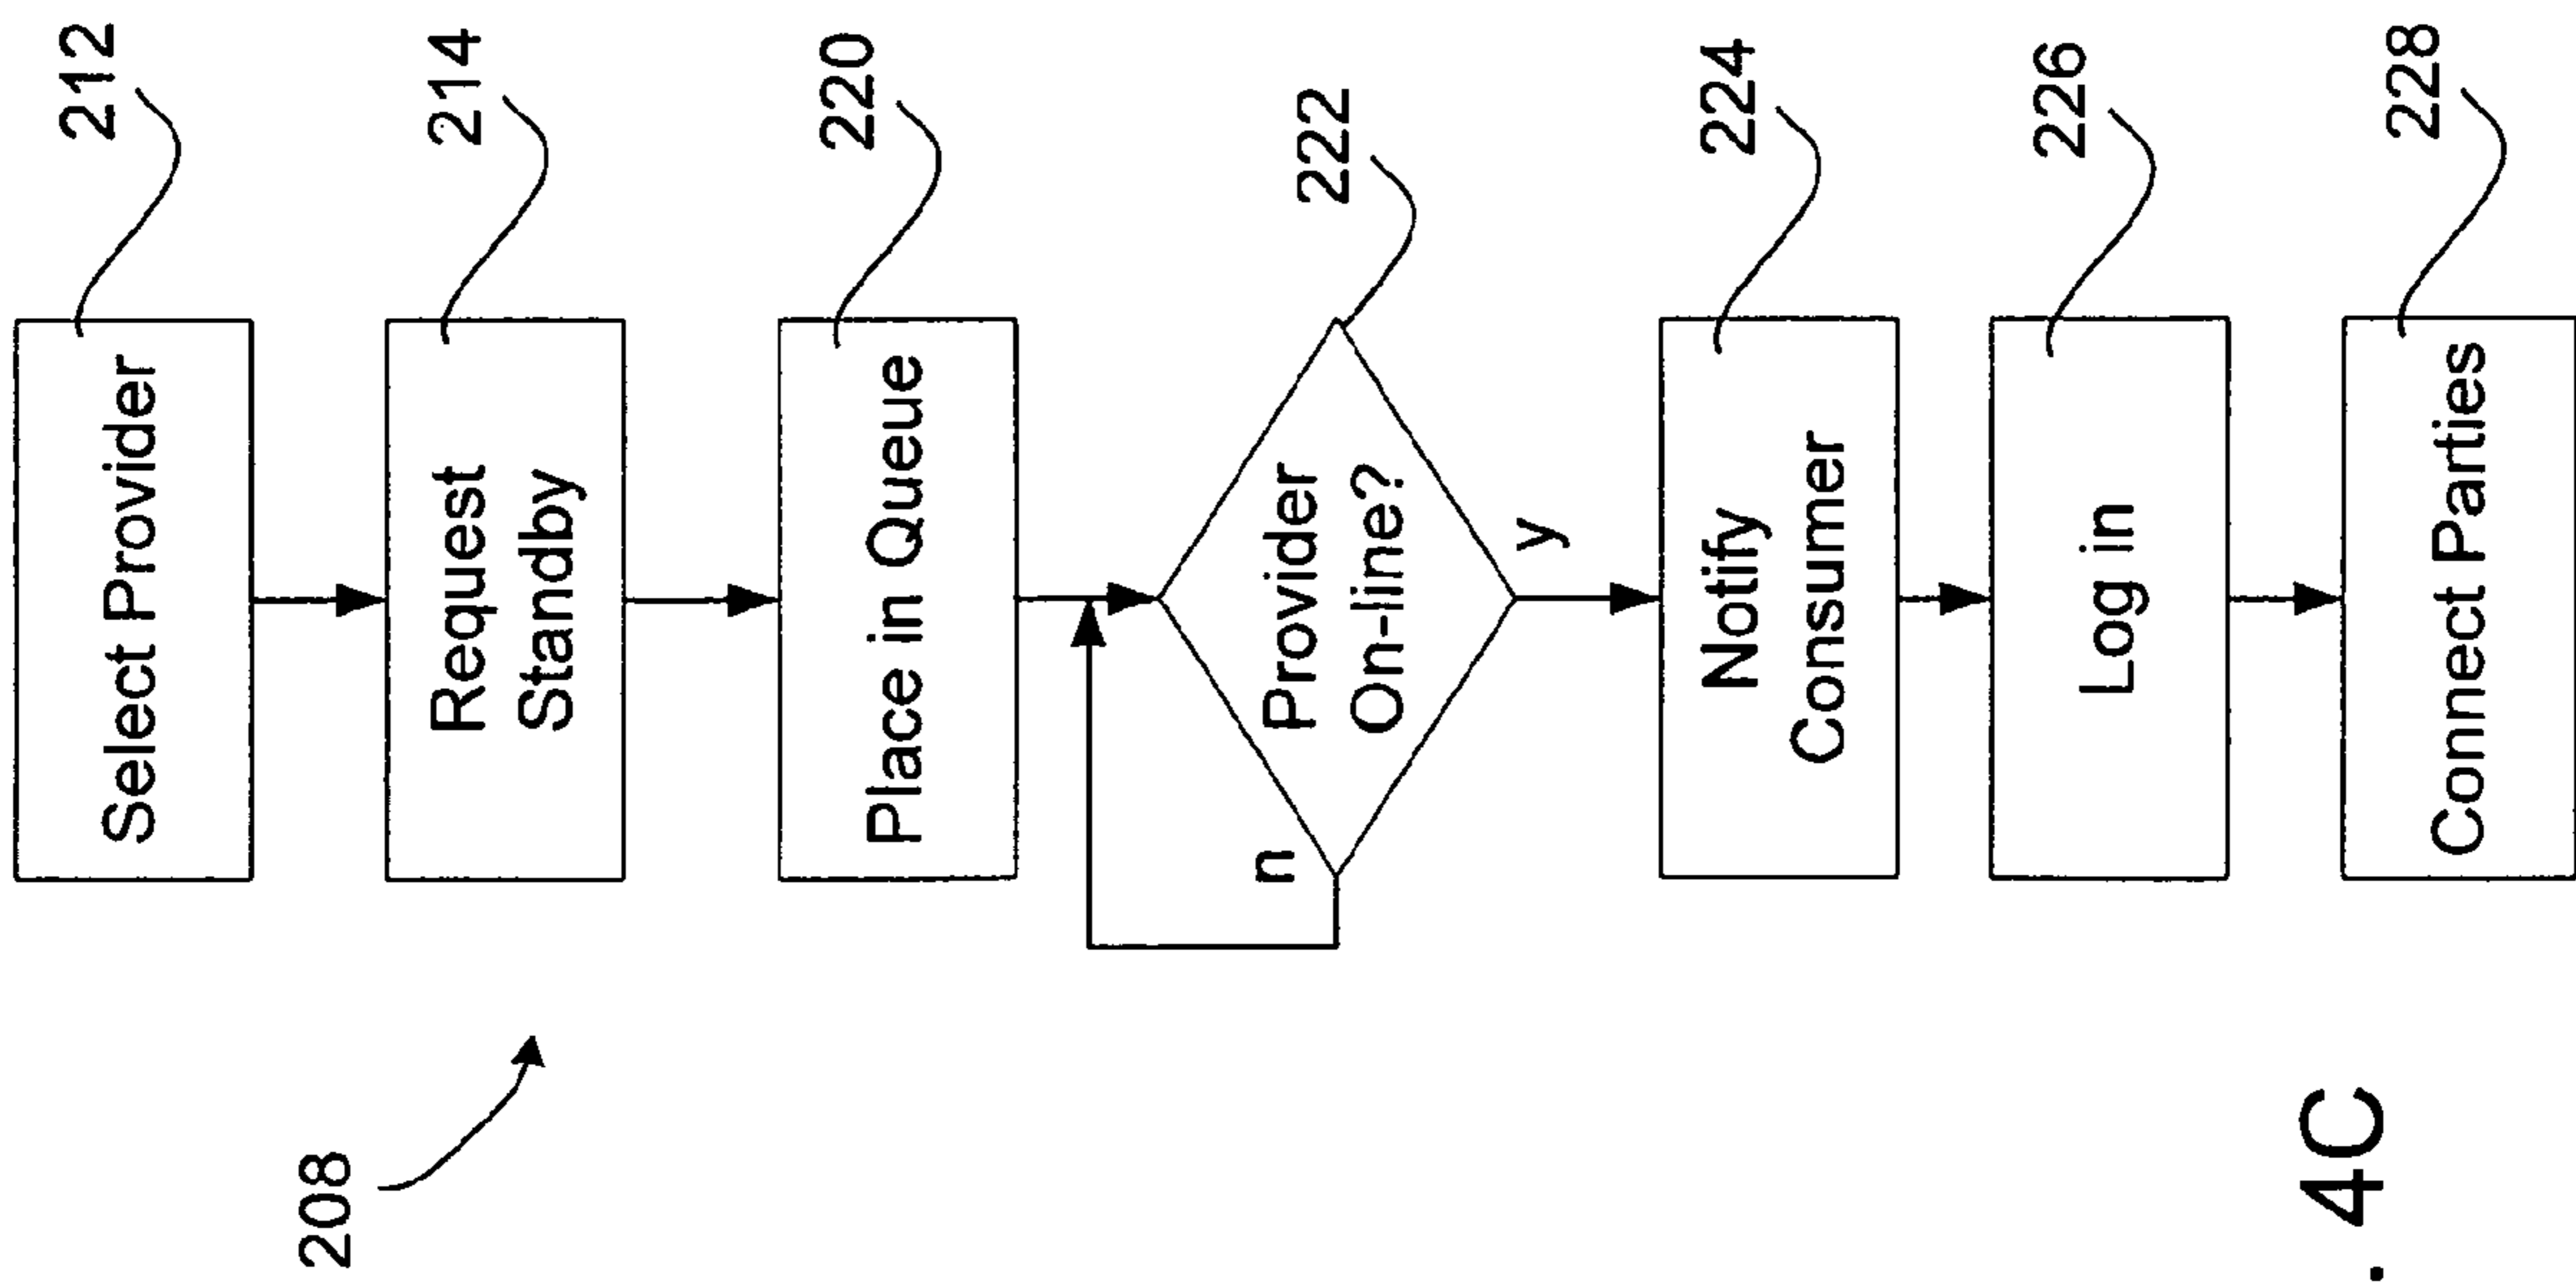 208
Select Provider
212
Request
Standby
214
Place in Queue
220
Provider
On-line?
222
n
y
Notify
Consumer
224
Log in
226
Connect Parties
228
. 4C